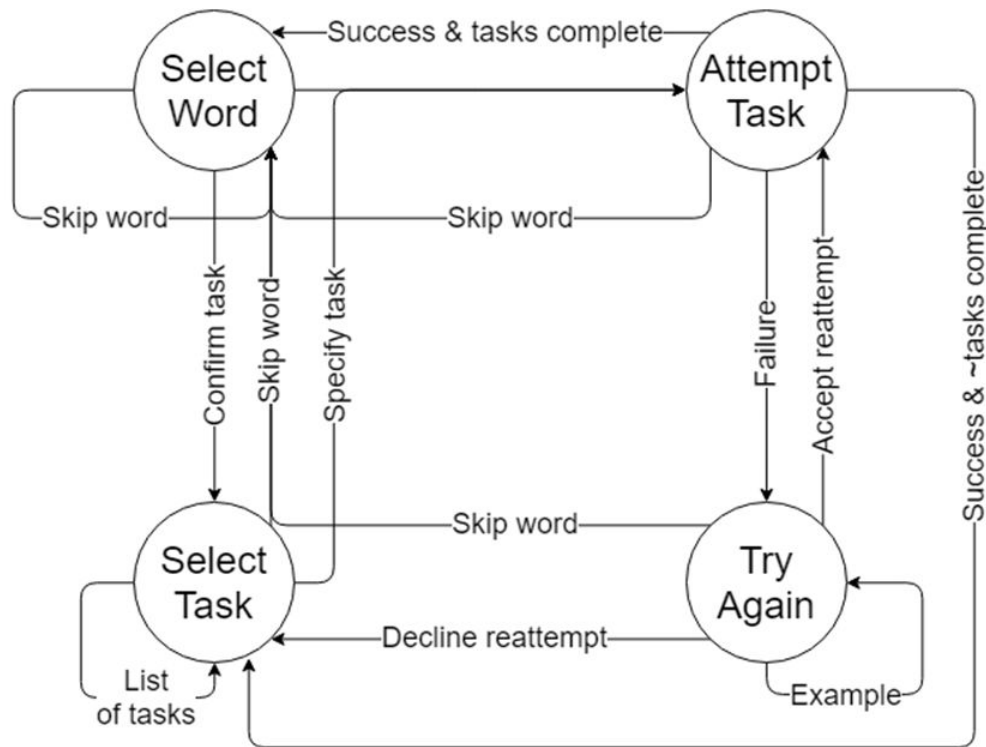 Success & tasks complete
Select
Word
Attempt
Task
Skip word
Skip word
Confirm task
Skip word
Specify task
Failure
Accept reattempt
Success & ~tasks complete
Skip word
Select
Task
Try
Again
Decline reattempt
List
of tasks
Example